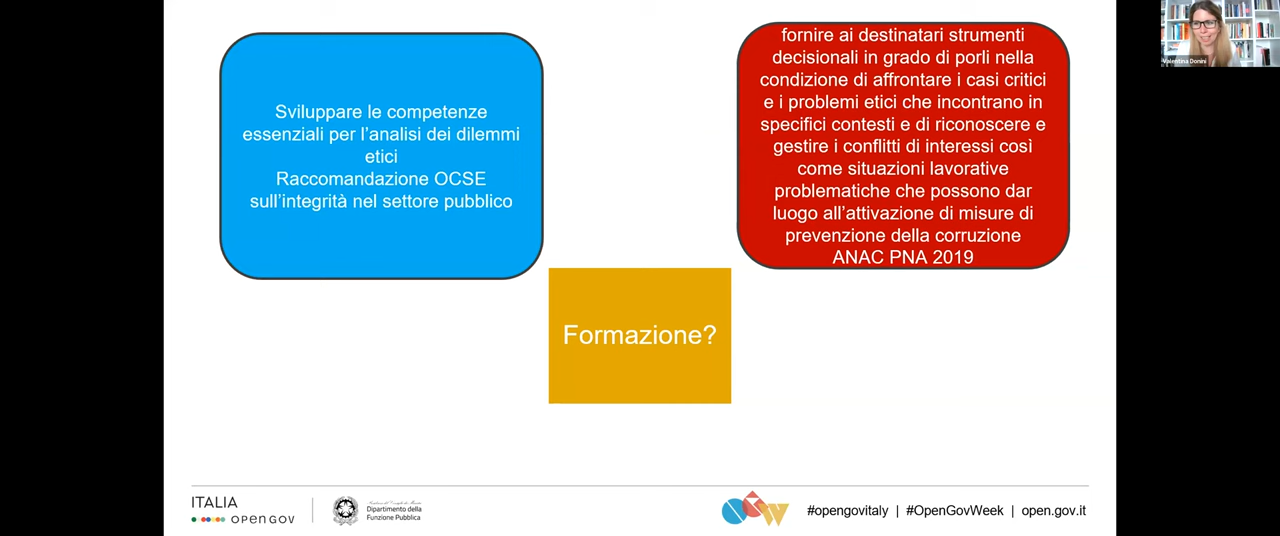 Sviluppare le competenze
essenziali per l'analisi dei dilemmi
etici
Raccomandazione OCSE
sull'integrità nel settore pubblico
fornire ai destinatari strumenti
decisionali in grado di porli nella
condizione di affrontare i casi critici
e i problemi etici che incontrano in
specifici contesti e di riconoscere e
gestire i conflitti di interessi così
come situazioni lavorative
problematiche che possono dar
luogo all'attivazione di misure di
prevenzione della corruzione
ANAC PNA 2019
Valentina Donini
Formazione?
ITALIA
OPEN GOV
Dipartimento della
Funzione Pubblica
#opengovitaly | #OpenGovWeek | open.gov.it